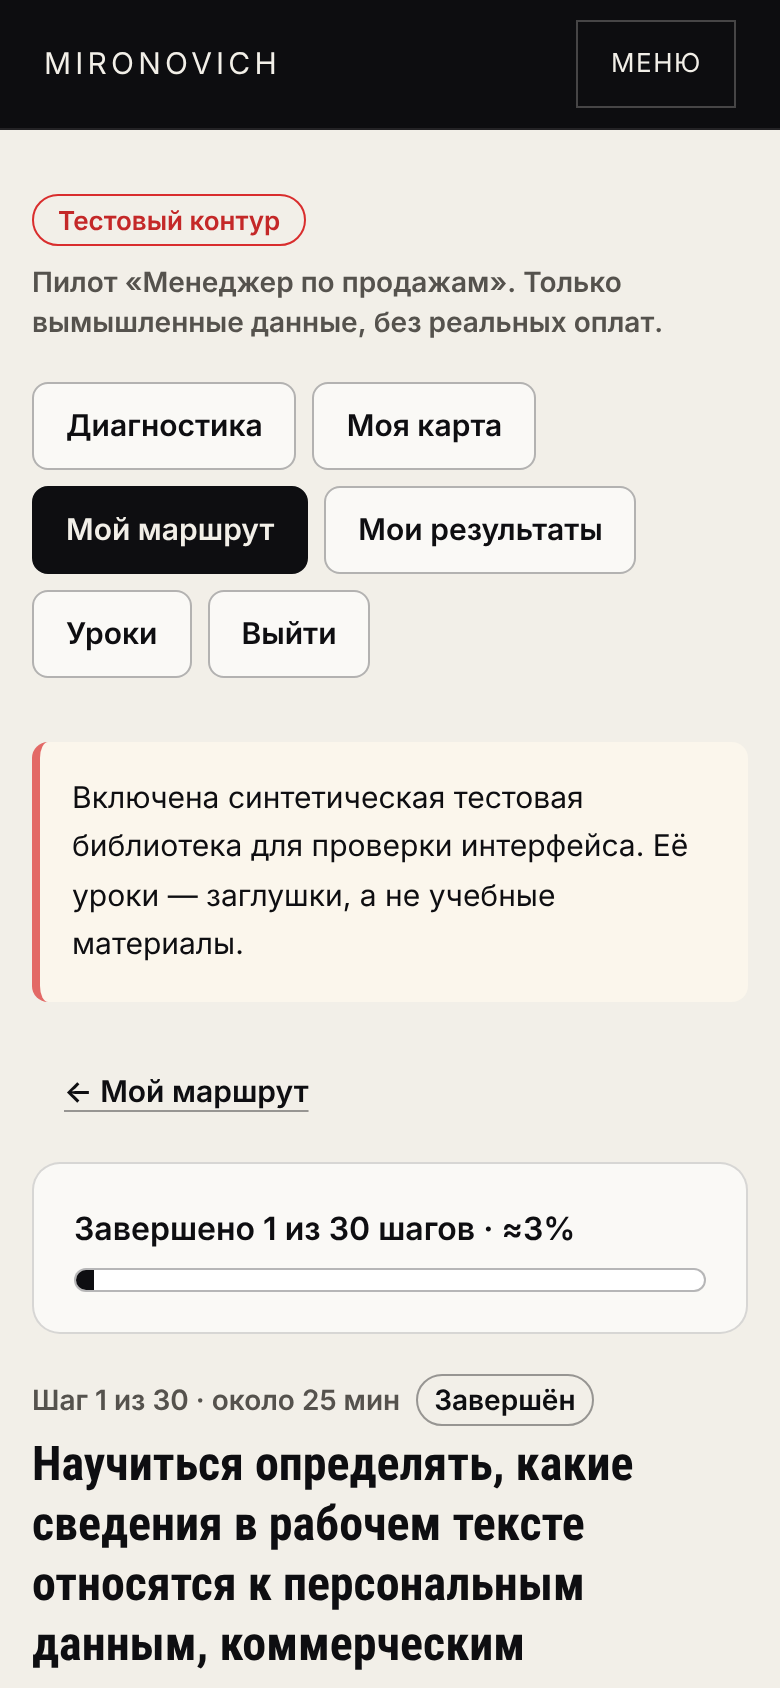 MIRONOVICH
МЕНЮ
Тестовый контур
Пилот «Менеджер по продажам». Только
вымышленные данные, без реальных оплат.
Диагностика
Моя карта
Мой маршрут
Мои результаты
Уроки
Выйти
Включена синтетическая тестовая
библиотека для проверки интерфейса. Её
уроки — заглушки, а не учебные
материалы.
← Мой маршрут
Завершено 1 из 30 шагов · ≈3%
Шаг 1 из 30 · около 25 мин
Завершён
Научиться определять, какие
сведения в рабочем тексте
относятся к персональным
данным, коммерческим